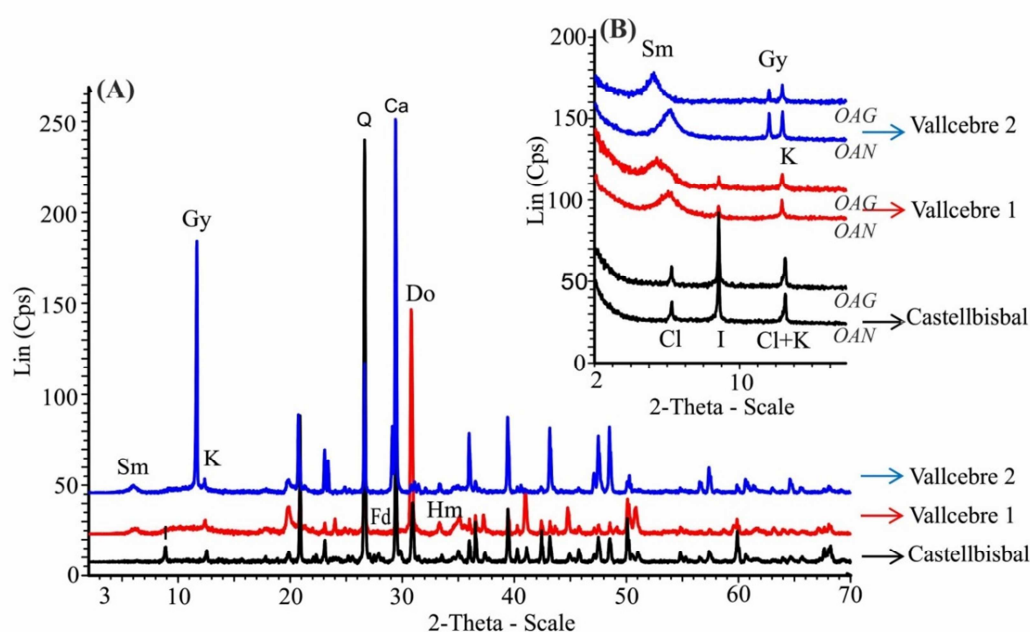 (A)
Lin (Cps)
250
200
150
100
50
0
Sm
Gy
K
I
Q
Ca
Do
Fd
Hm
3
10
20
30
40
50
60
70
2-Theta - Scale
Vallcebre 2
Vallcebre 1
Castellbisbal
(B)
Lin (Cps)
200
150
100
50
0
Sm
Gy
K
Cl
I
Cl+K
OAG
OAN
Vallcebre 2
OAG
OAN
Vallcebre 1
OAG
OAN
Castellbisbal
2
10
2-Theta - Scale